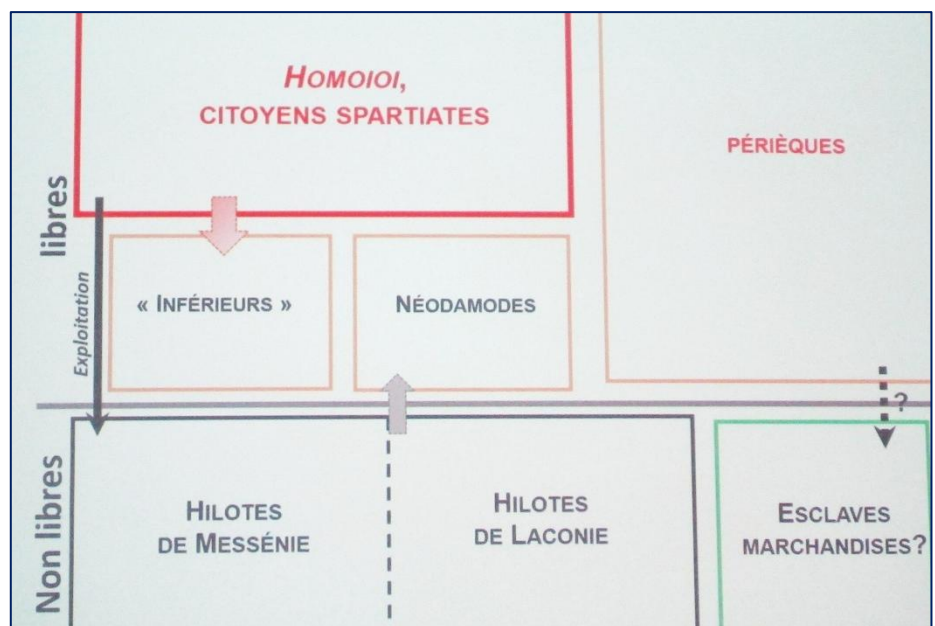 HOMOIOI,
CITOYENS SPARTIATES
PÉRIÈQUES
libres
Exploitation
« INFÉRIEURS »
NÉODAMODES
?
Non libres
HILOTES
DE MESSÉNIE
HILOTES
DE LACONIE
ESCLAVES
MARCHANDISES?